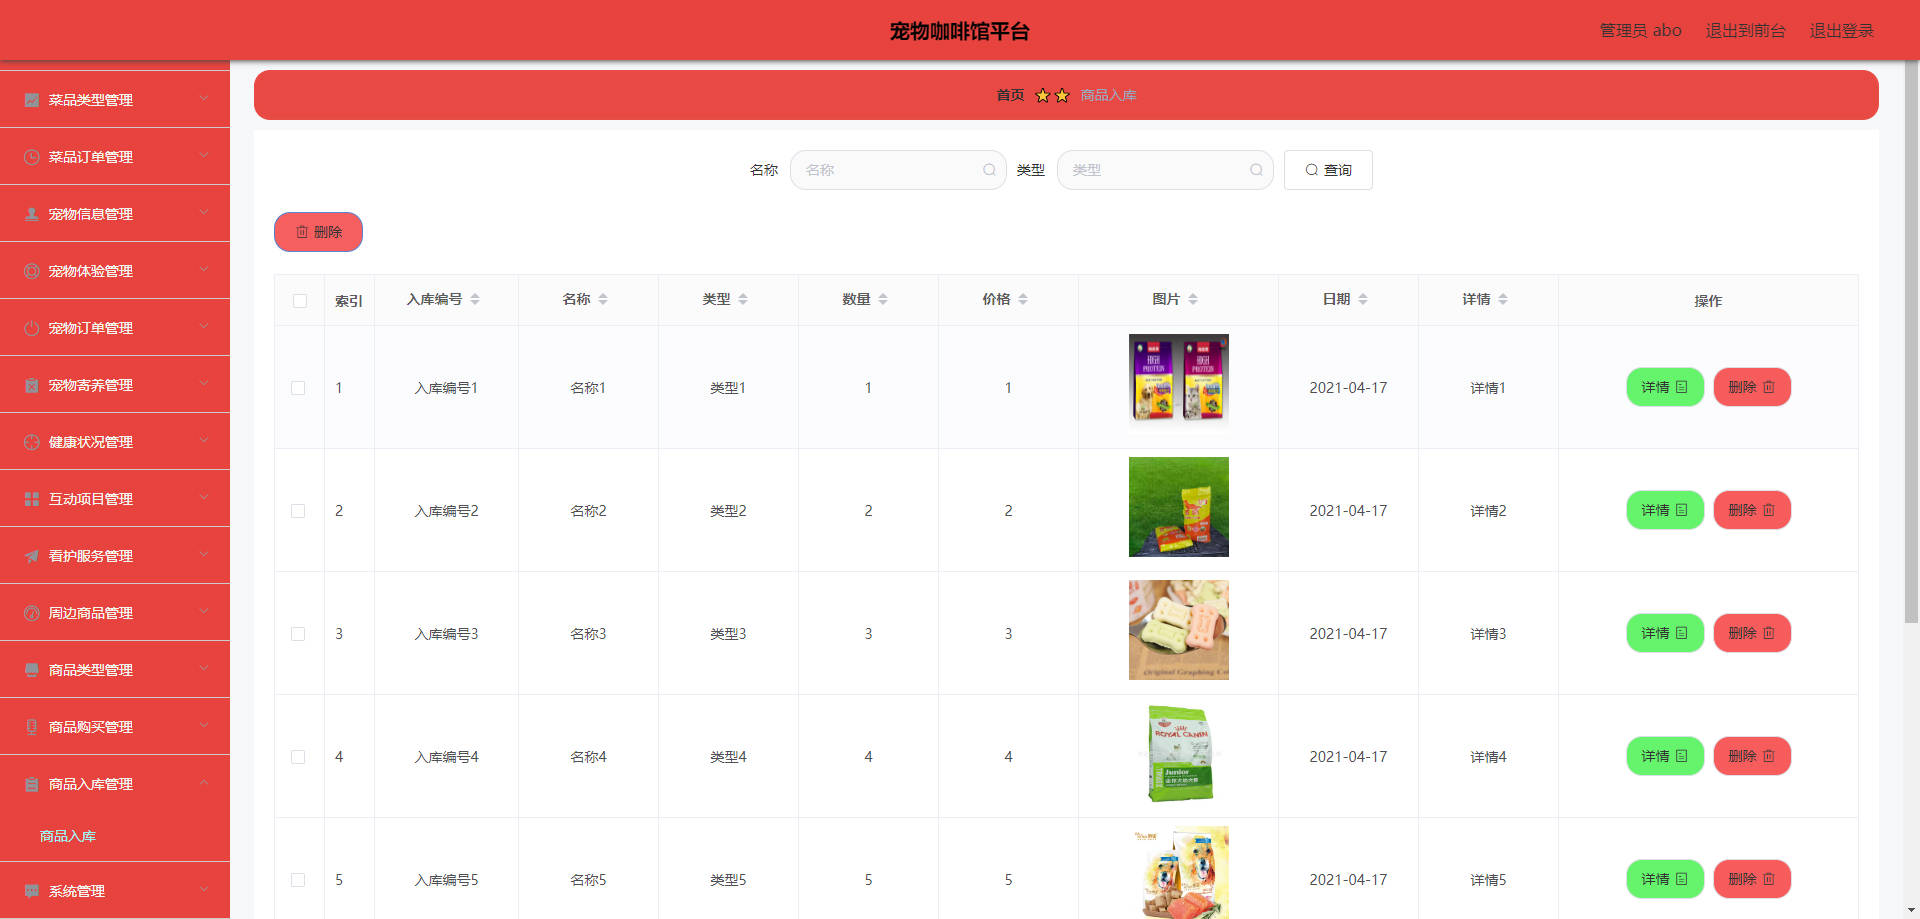 宠物咖啡馆平台
管理员 abo 退出到前台 退出登录
菜品类型管理
菜品订单管理
宠物信息管理
宠物体验管理
宠物订单管理
宠物寄养管理
健康状况管理
互动项目管理
看护服务管理
周边商品管理
商品类型管理
商品购买管理
商品入库管理
商品入库
系统管理
首页 商品入库
名称 名称 类型 类型 查询
删除
索引 入库编号 名称 类型 数量 价格 图片 日期 详情 操作
1 入库编号1 名称1 类型1 1 1 2021-04-17 详情1 详情 删除
HIGH PROTEIN HIGH PROTEIN
2 入库编号2 名称2 类型2 2 2 2021-04-17 详情2 详情 删除
3 入库编号3 名称3 类型3 3 3 2021-04-17 详情3 详情 删除
4 入库编号4 名称4 类型4 4 4 2021-04-17 详情4 详情 删除
ROYAL CANIN
Junior
5 入库编号5 名称5 类型5 5 5 2021-04-17 详情5 详情 删除